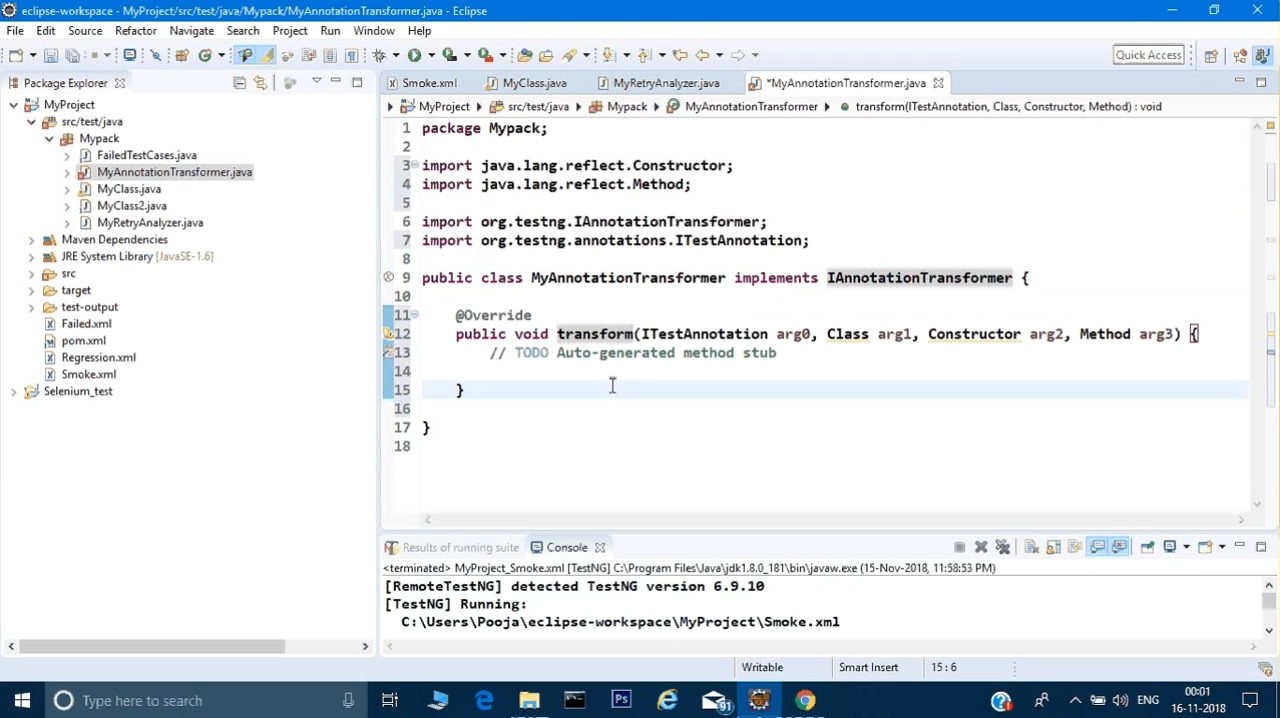 eclipse-workspace - MyProject/src/test/java/Mypack/MyAnnotationTransformer.java - Eclipse
File Edit Source Refactor Navigate Search Project Run Window Help
Quick Access
Package Explorer
Smoke.xml MyClass.java MyRetryAnalyzer.java *MyAnnotationTransformer.java
MyProject src/test/java Mypack MyAnnotationTransformer transform(ITestAnnotation, Class, Constructor, Method) : void
MyProject
src/test/java
Mypack
FailedTestCases.java
MyAnnotationTransformer.java
MyClass.java
MyClass2.java
MyRetryAnalyzer.java
Maven Dependencies
JRE System Library [JavaSE-1.6]
src
target
test-output
Failed.xml
pom.xml
Regression.xml
Smoke.xml
Selenium_test
1 package Mypack;
2
3 import java.lang.reflect.Constructor;
4 import java.lang.reflect.Method;
5
6 import org.testng.IAnnotationTransformer;
7 import org.testng.annotations.ITestAnnotation;
8
9 public class MyAnnotationTransformer implements IAnnotationTransformer {
10
11 @Override
12 public void transform(ITestAnnotation arg0, Class arg1, Constructor arg2, Method arg3) {
13 // TODO Auto-generated method stub
14
15 }
16
17 }
18
Results of running suite Console
<terminated> MyProject_Smoke.xml [TestNG] C:\Program Files\Java\jdk1.8.0_181\bin\javaw.exe (15-Nov-2018, 11:58:53 PM)
[RemoteTestNG] detected TestNG version 6.9.10
[TestNG] Running:
C:\Users\Pooja\eclipse-workspace\MyProject\Smoke.xml
Writable Smart Insert 15 : 6
Type here to search
Ps
91
ENG
00:01
16-11-2018